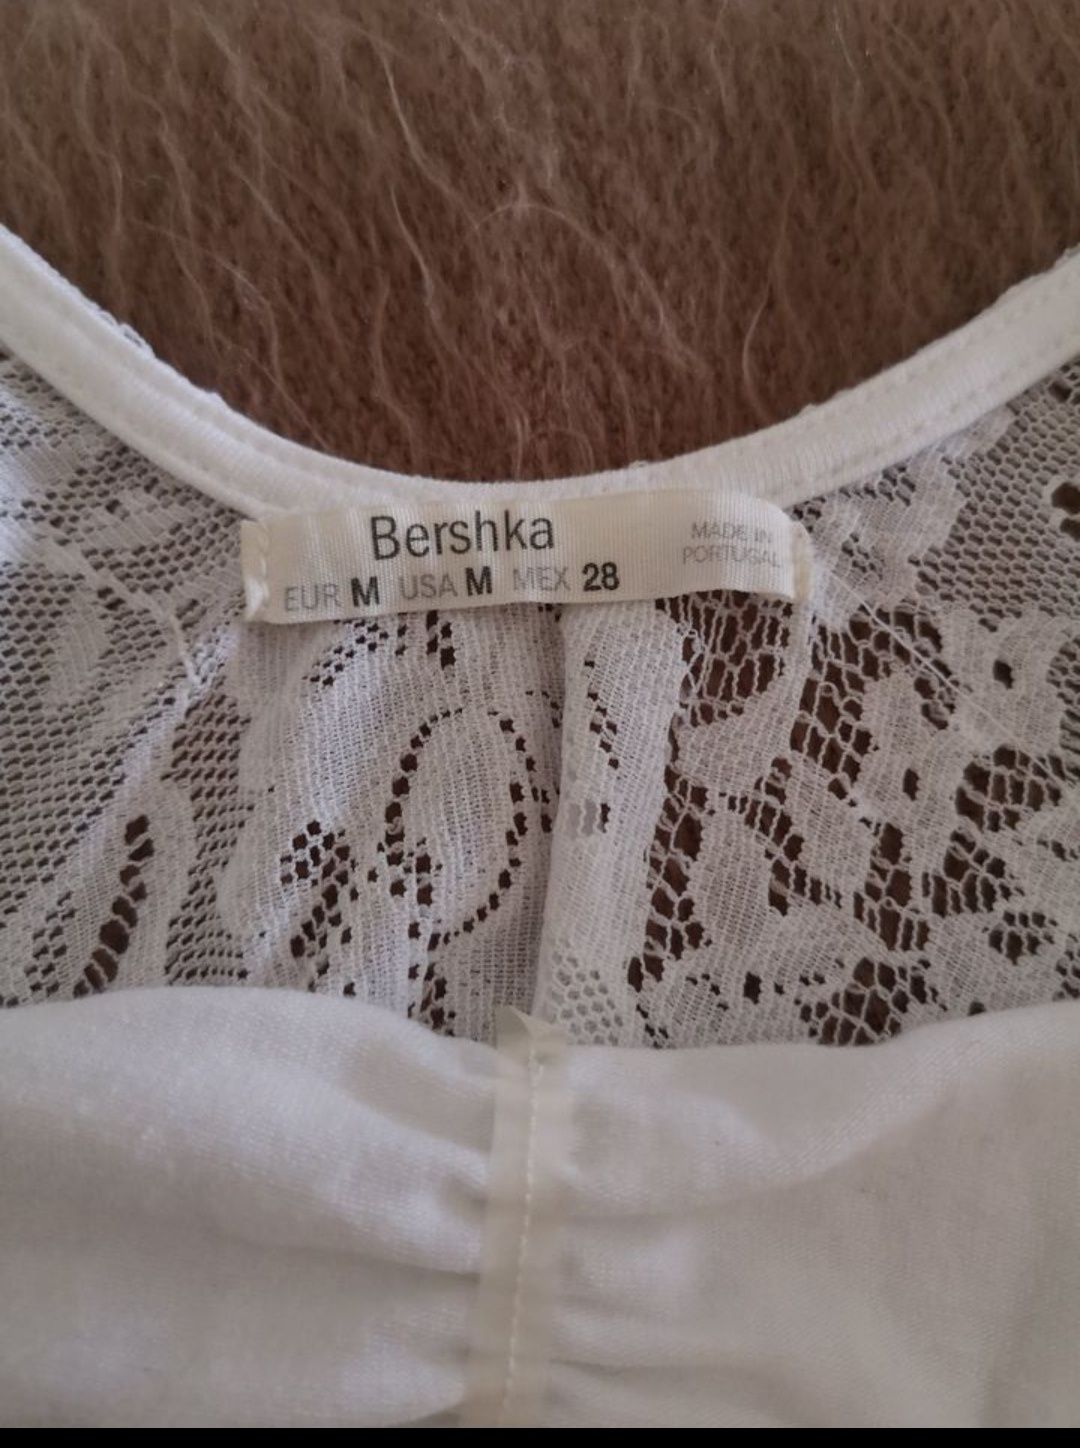 Bershka
EUR M USA M MEX 28
MADE IN
PORTUGAL